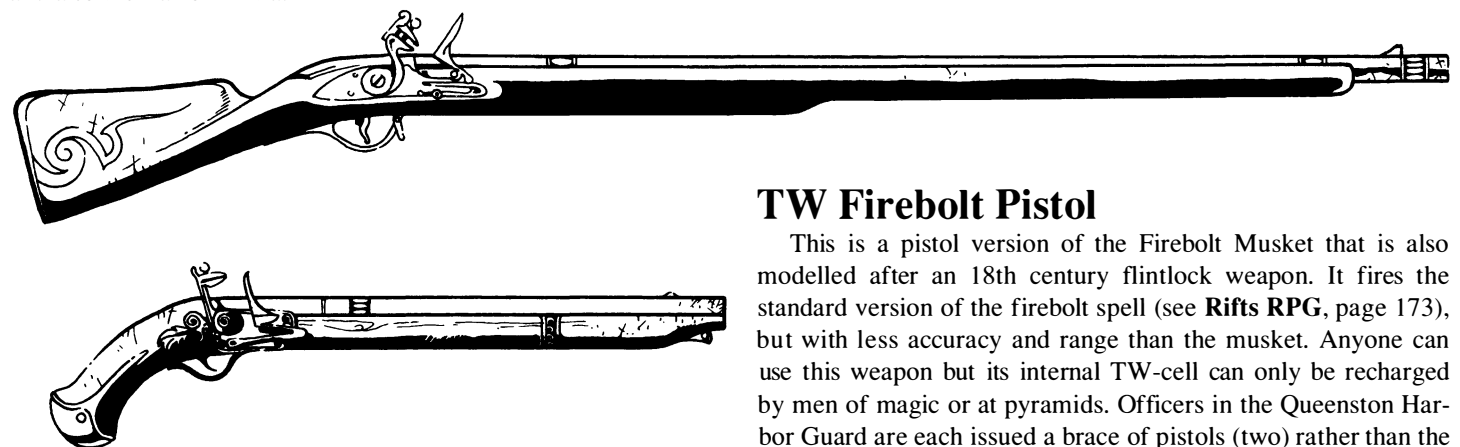 TW Firebolt Pistol
This is a pistol version of the Firebolt Musket that is also
modelled after an 18th century flintlock weapon. It fires the
standard version of the firebolt spell (see Rifts RPG, page 173),
but with less accuracy and range than the musket. Anyone can
use this weapon but its internal TW-cell can only be recharged
by men of magic or at pyramids. Officers in the Queenston Har-
bor Guard are each issued a brace of pistols (two) rather than the